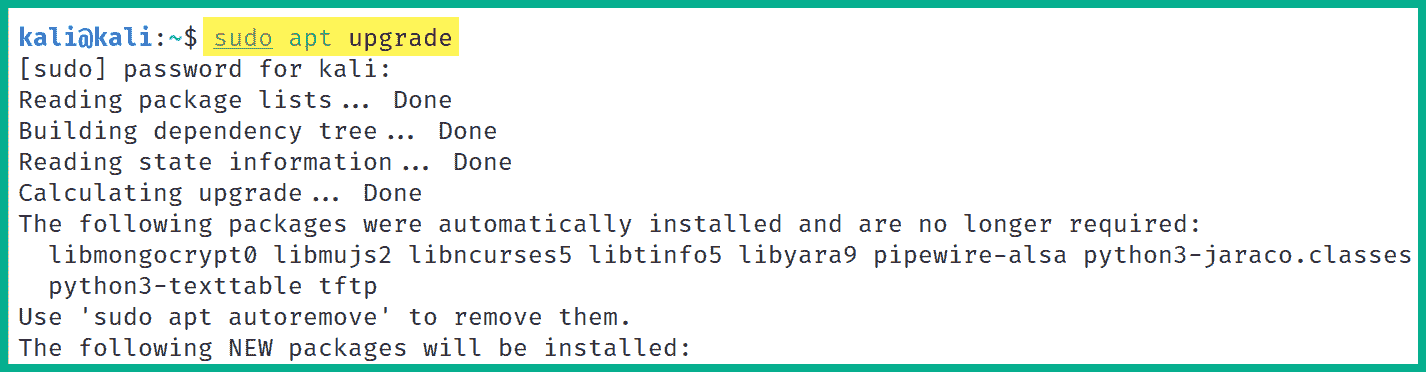 kali@kali:~$ sudo apt upgrade
[sudo] password for kali:
Reading package lists... Done
Building dependency tree... Done
Reading state information... Done
Calculating upgrade... Done
The following packages were automatically installed and are no longer required:
  libmongocrypt0 libmujs2 libncurses5 libtinfo5 libyara9 pipewire-alsa python3-jaraco.classes
  python3-texttable tftp
Use 'sudo apt autoremove' to remove them.
The following NEW packages will be installed: